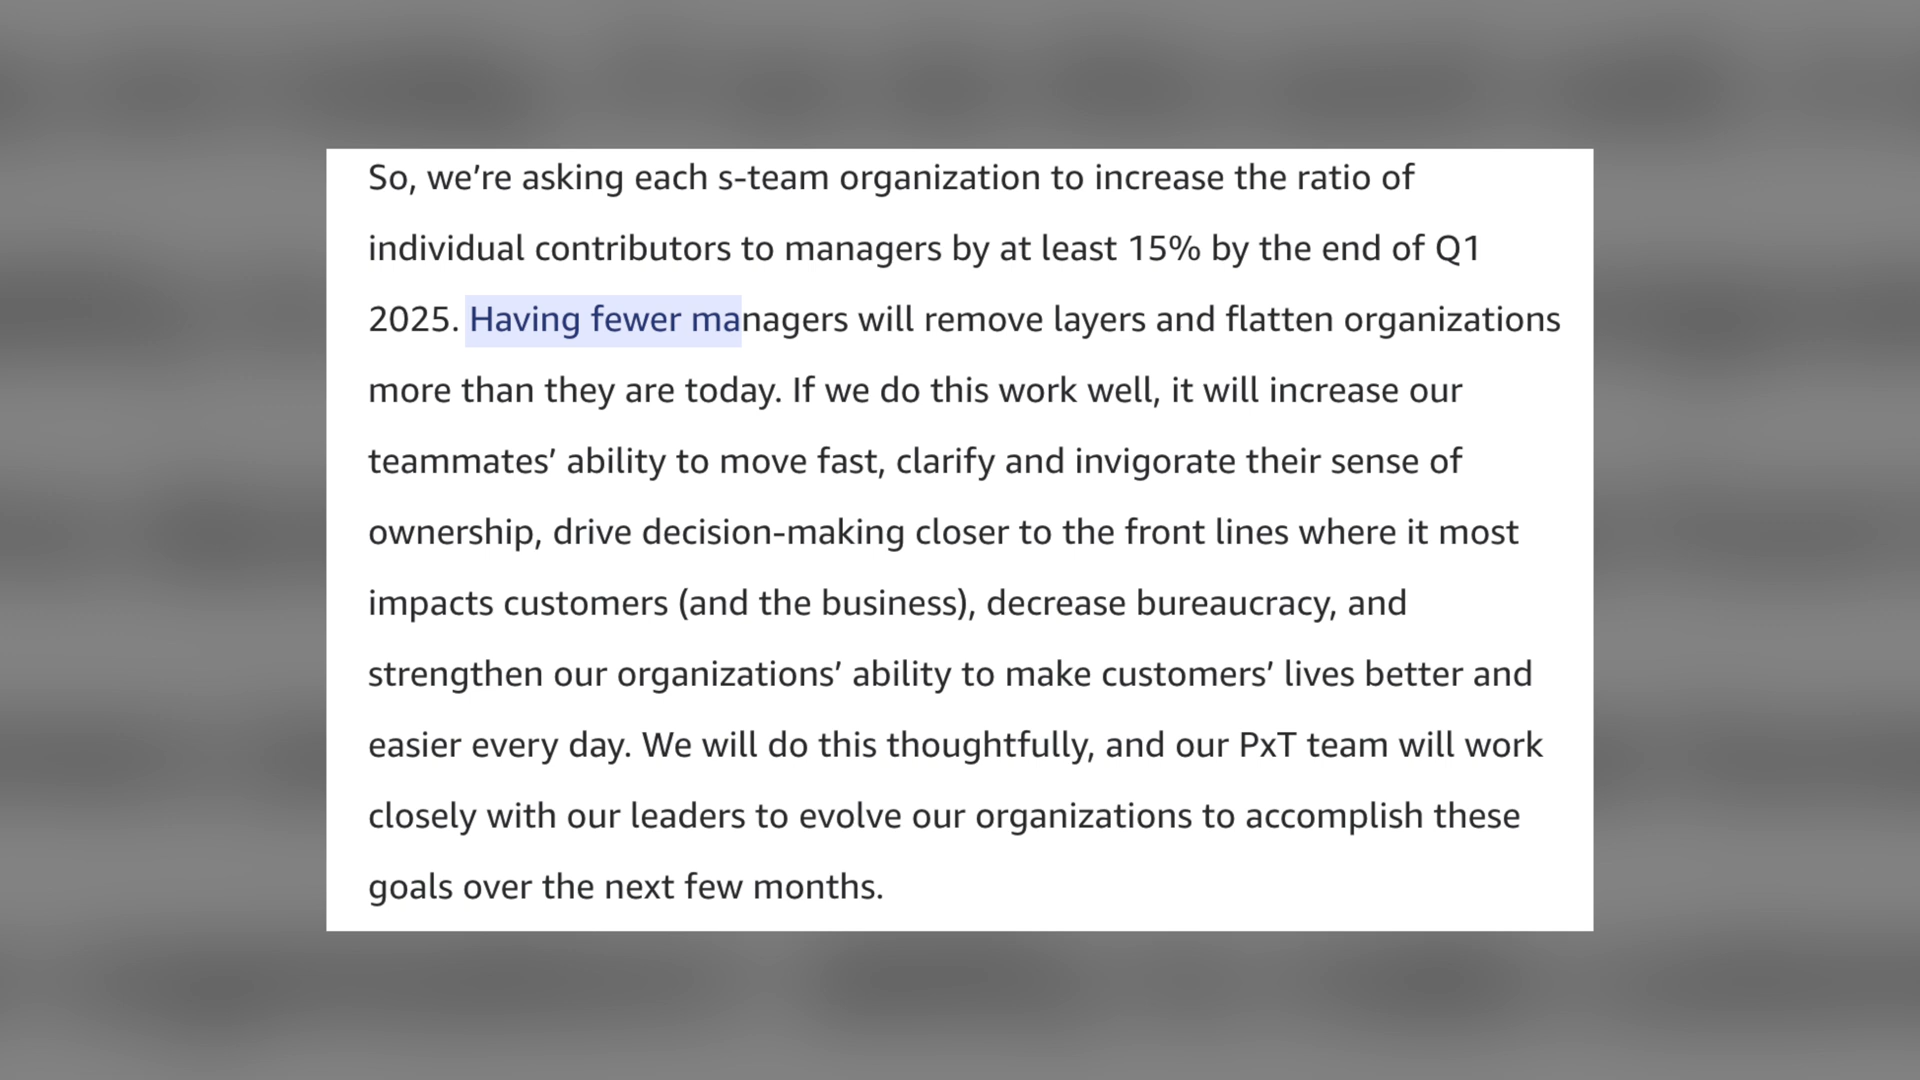 So, we’re asking each s-team organization to increase the ratio of
individual contributors to managers by at least 15% by the end of Q1
2025. Having fewer managers will remove layers and flatten organizations
more than they are today. If we do this work well, it will increase our
teammates’ ability to move fast, clarify and invigorate their sense of
ownership, drive decision-making closer to the front lines where it most
impacts customers (and the business), decrease bureaucracy, and
strengthen our organizations’ ability to make customers’ lives better and
easier every day. We will do this thoughtfully, and our PxT team will work
closely with our leaders to evolve our organizations to accomplish these
goals over the next few months.